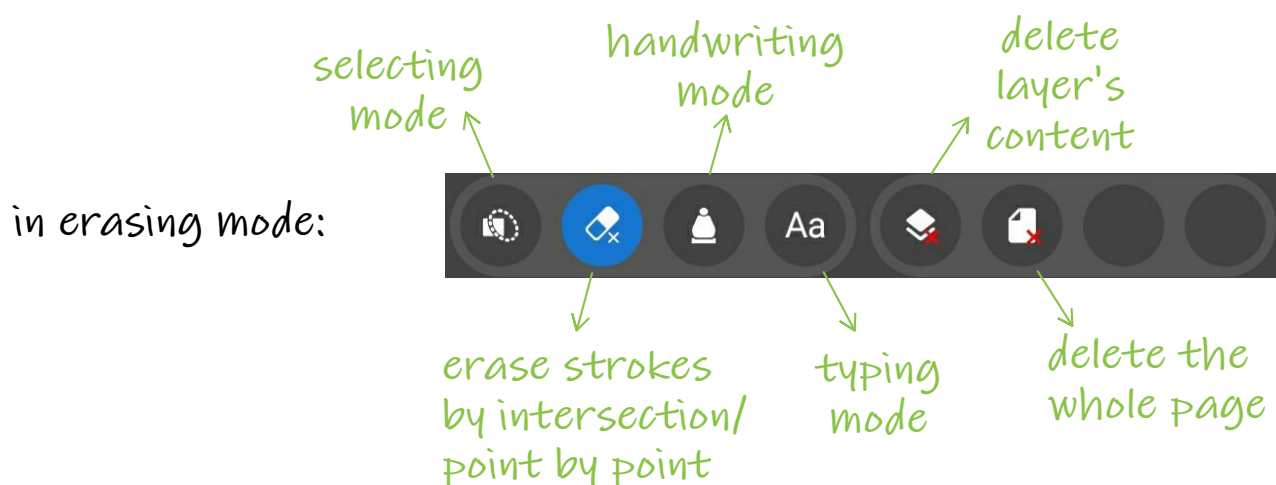 selecting
mode
handwriting
mode
delete
layer's
content
in erasing mode:
Aa
erase strokes
by intersection/
point by point
typing
mode
delete the
whole page